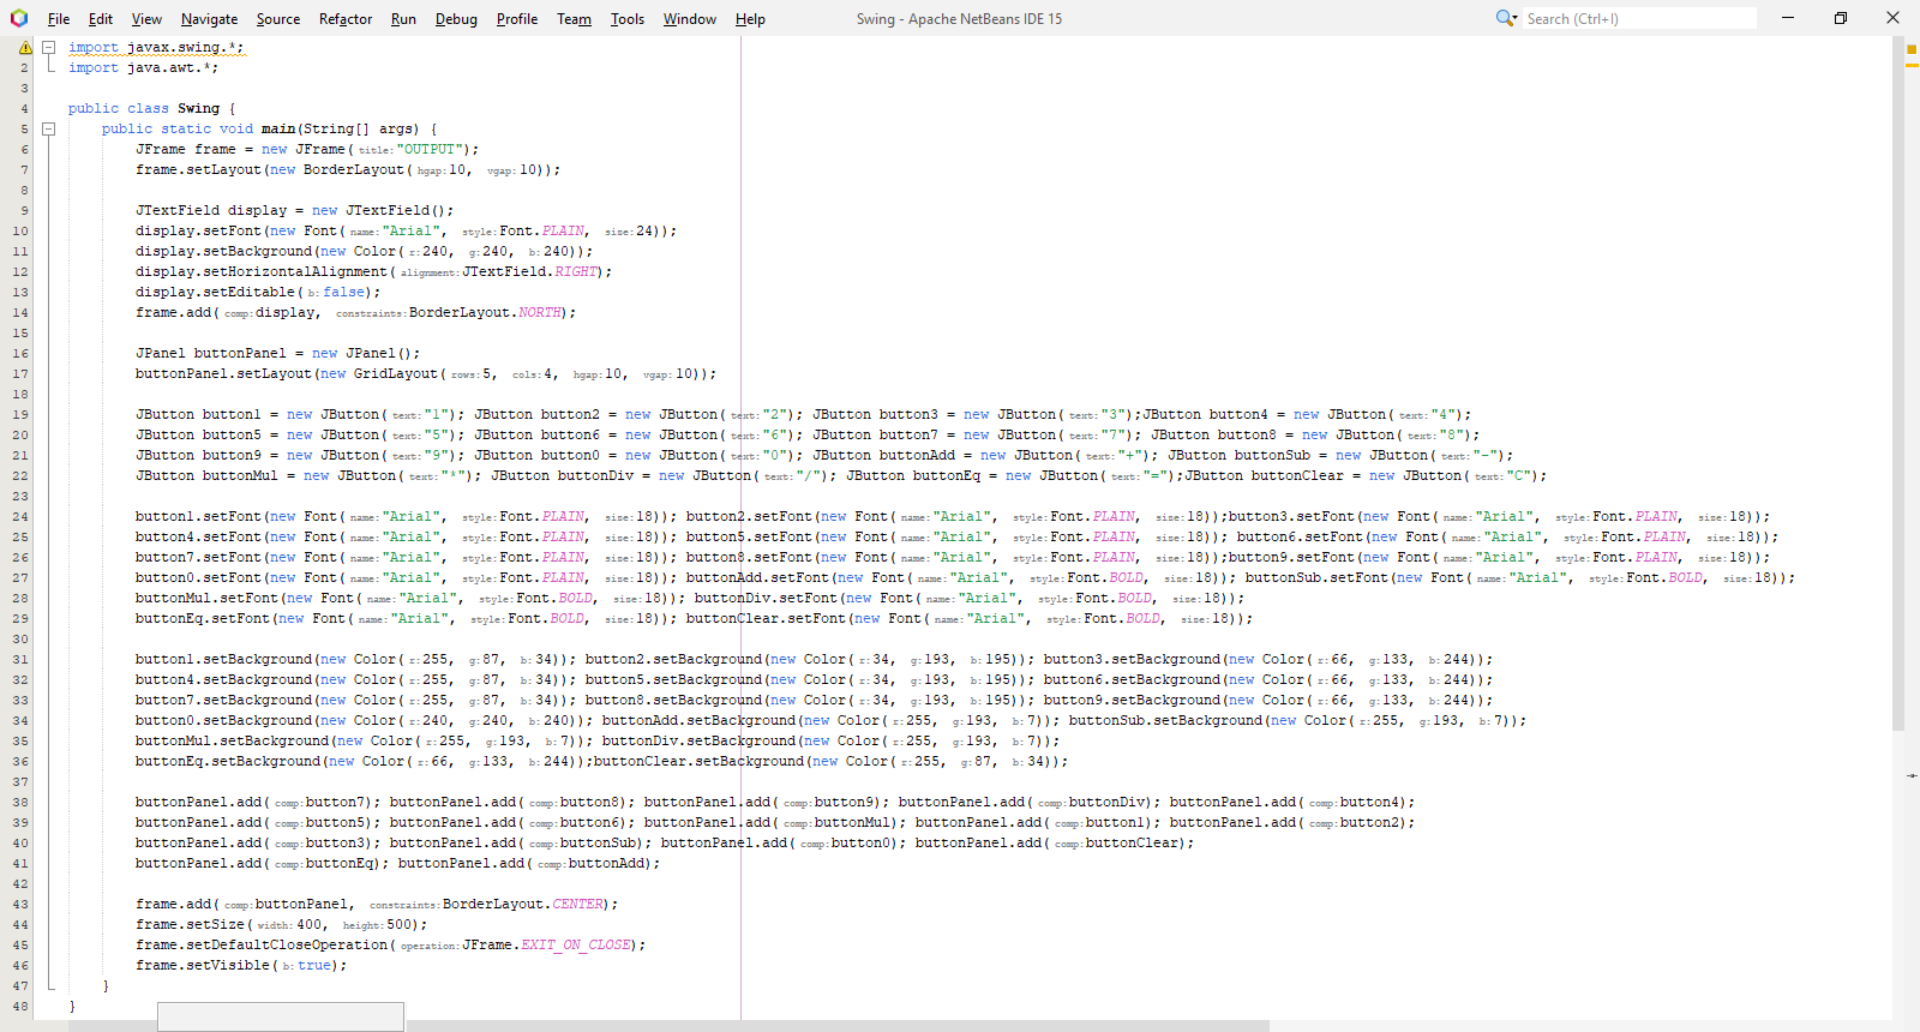 File Edit View Navigate Source Refactor Run Debug Profile Team Tools Window Help Swing - Apache NetBeans IDE 15 Search (Ctrl+I)
import javax.swing.*;
2 import java.awt.*;
3
4 public class Swing {
5 public static void main(String[] args) {
6 JFrame frame = new JFrame( title: "OUTPUT");
7 frame.setLayout(new BorderLayout( hgap: 10, vgap: 10));
8
9 JTextField display = new JTextField();
10 display.setFont(new Font( name: "Arial", style: Font.PLAIN, size: 24));
11 display.setBackground(new Color( r: 240, g: 240, b: 240));
12 display.setHorizontalAlignment( alignment: JTextField.RIGHT);
13 display.setEditable( b: false);
14 frame.add( comp: display, constraints: BorderLayout.NORTH);
15
16 JPanel buttonPanel = new JPanel();
17 buttonPanel.setLayout(new GridLayout( rows: 5, cols: 4, hgap: 10, vgap: 10));
18
19 JButton button1 = new JButton( text: "1"); JButton button2 = new JButton( text: "2"); JButton button3 = new JButton( text: "3");JButton button4 = new JButton( text: "4");
20 JButton button5 = new JButton( text: "5"); JButton button6 = new JButton( text: "6"); JButton button7 = new JButton( text: "7"); JButton button8 = new JButton( text: "8");
21 JButton button9 = new JButton( text: "9"); JButton button0 = new JButton( text: "0"); JButton buttonAdd = new JButton( text: "+"); JButton buttonSub = new JButton( text: "-");
22 JButton buttonMul = new JButton( text: "*"); JButton buttonDiv = new JButton( text: "/"); JButton buttonEq = new JButton( text: "=");JButton buttonClear = new JButton( text: "C");
23
24 button1.setFont(new Font( name: "Arial", style: Font.PLAIN, size: 18)); button2.setFont(new Font( name: "Arial", style: Font.PLAIN, size: 18));button3.setFont(new Font( name: "Arial", style: Font.PLAIN, size: 18));
25 button4.setFont(new Font( name: "Arial", style: Font.PLAIN, size: 18)); button5.setFont(new Font( name: "Arial", style: Font.PLAIN, size: 18)); button6.setFont(new Font( name: "Arial", style: Font.PLAIN, size: 18));
26 button7.setFont(new Font( name: "Arial", style: Font.PLAIN, size: 18)); button8.setFont(new Font( name: "Arial", style: Font.PLAIN, size: 18));button9.setFont(new Font( name: "Arial", style: Font.PLAIN, size: 18));
27 button0.setFont(new Font( name: "Arial", style: Font.PLAIN, size: 18)); buttonAdd.setFont(new Font( name: "Arial", style: Font.BOLD, size: 18)); buttonSub.setFont(new Font( name: "Arial", style: Font.BOLD, size: 18));
28 buttonMul.setFont(new Font( name: "Arial", style: Font.BOLD, size: 18)); buttonDiv.setFont(new Font( name: "Arial", style: Font.BOLD, size: 18));
29 buttonEq.setFont(new Font( name: "Arial", style: Font.BOLD, size: 18)); buttonClear.setFont(new Font( name: "Arial", style: Font.BOLD, size: 18));
30
31 button1.setBackground(new Color( r: 255, g: 87, b: 34)); button2.setBackground(new Color( r: 34, g: 193, b: 195)); button3.setBackground(new Color( r: 66, g: 133, b: 244));
32 button4.setBackground(new Color( r: 255, g: 87, b: 34)); button5.setBackground(new Color( r: 34, g: 193, b: 195)); button6.setBackground(new Color( r: 66, g: 133, b: 244));
33 button7.setBackground(new Color( r: 255, g: 87, b: 34)); button8.setBackground(new Color( r: 34, g: 193, b: 195)); button9.setBackground(new Color( r: 66, g: 133, b: 244));
34 button0.setBackground(new Color( r: 240, g: 240, b: 240)); buttonAdd.setBackground(new Color( r: 255, g: 193, b: 7)); buttonSub.setBackground(new Color( r: 255, g: 193, b: 7));
35 buttonMul.setBackground(new Color( r: 255, g: 193, b: 7)); buttonDiv.setBackground(new Color( r: 255, g: 193, b: 7));
36 buttonEq.setBackground(new Color( r: 66, g: 133, b: 244));buttonClear.setBackground(new Color( r: 255, g: 87, b: 34));
37
38 buttonPanel.add( comp: button7); buttonPanel.add( comp: button8); buttonPanel.add( comp: button9); buttonPanel.add( comp: buttonDiv); buttonPanel.add( comp: button4);
39 buttonPanel.add( comp: button5); buttonPanel.add( comp: button6); buttonPanel.add( comp: buttonMul); buttonPanel.add( comp: button1); buttonPanel.add( comp: button2);
40 buttonPanel.add( comp: button3); buttonPanel.add( comp: buttonSub); buttonPanel.add( comp: button0); buttonPanel.add( comp: buttonClear);
41 buttonPanel.add( comp: buttonEq); buttonPanel.add( comp: buttonAdd);
42
43 frame.add( comp: buttonPanel, constraints: BorderLayout.CENTER);
44 frame.setSize( width: 400, height: 500);
45 frame.setDefaultCloseOperation( operation: JFrame.EXIT_ON_CLOSE);
46 frame.setVisible( b: true);
47 }
48 }